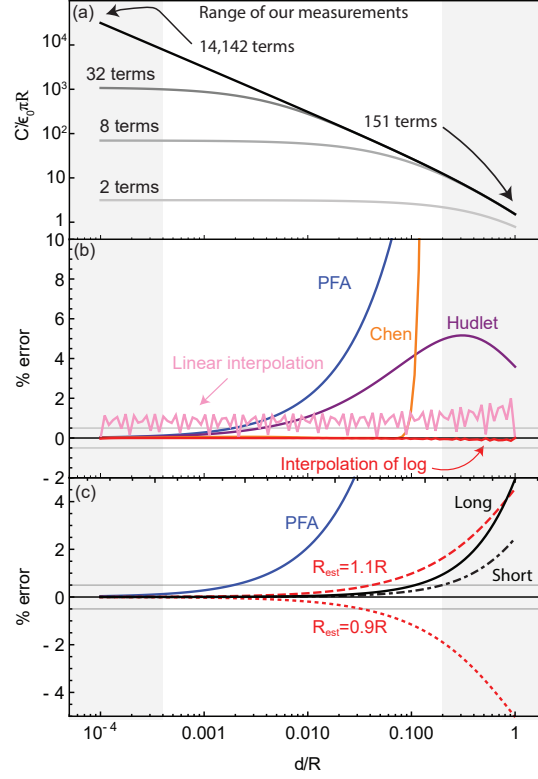 (a)
Range of our measurements
14,142 terms
32 terms
8 terms
2 terms
151 terms
C'/ε₀πR
10⁴
10³
10²
10
1
(b)
PFA
Chen
Hudlet
Linear interpolation
Interpolation of log
% error
10
8
6
4
2
0
- 2
(c)
PFA
Long
Short
R_est=1.1R
R_est=0.9R
% error
4
2
0
- 2
- 4
10⁻⁴
0.001
0.010
0.100
1
d/R